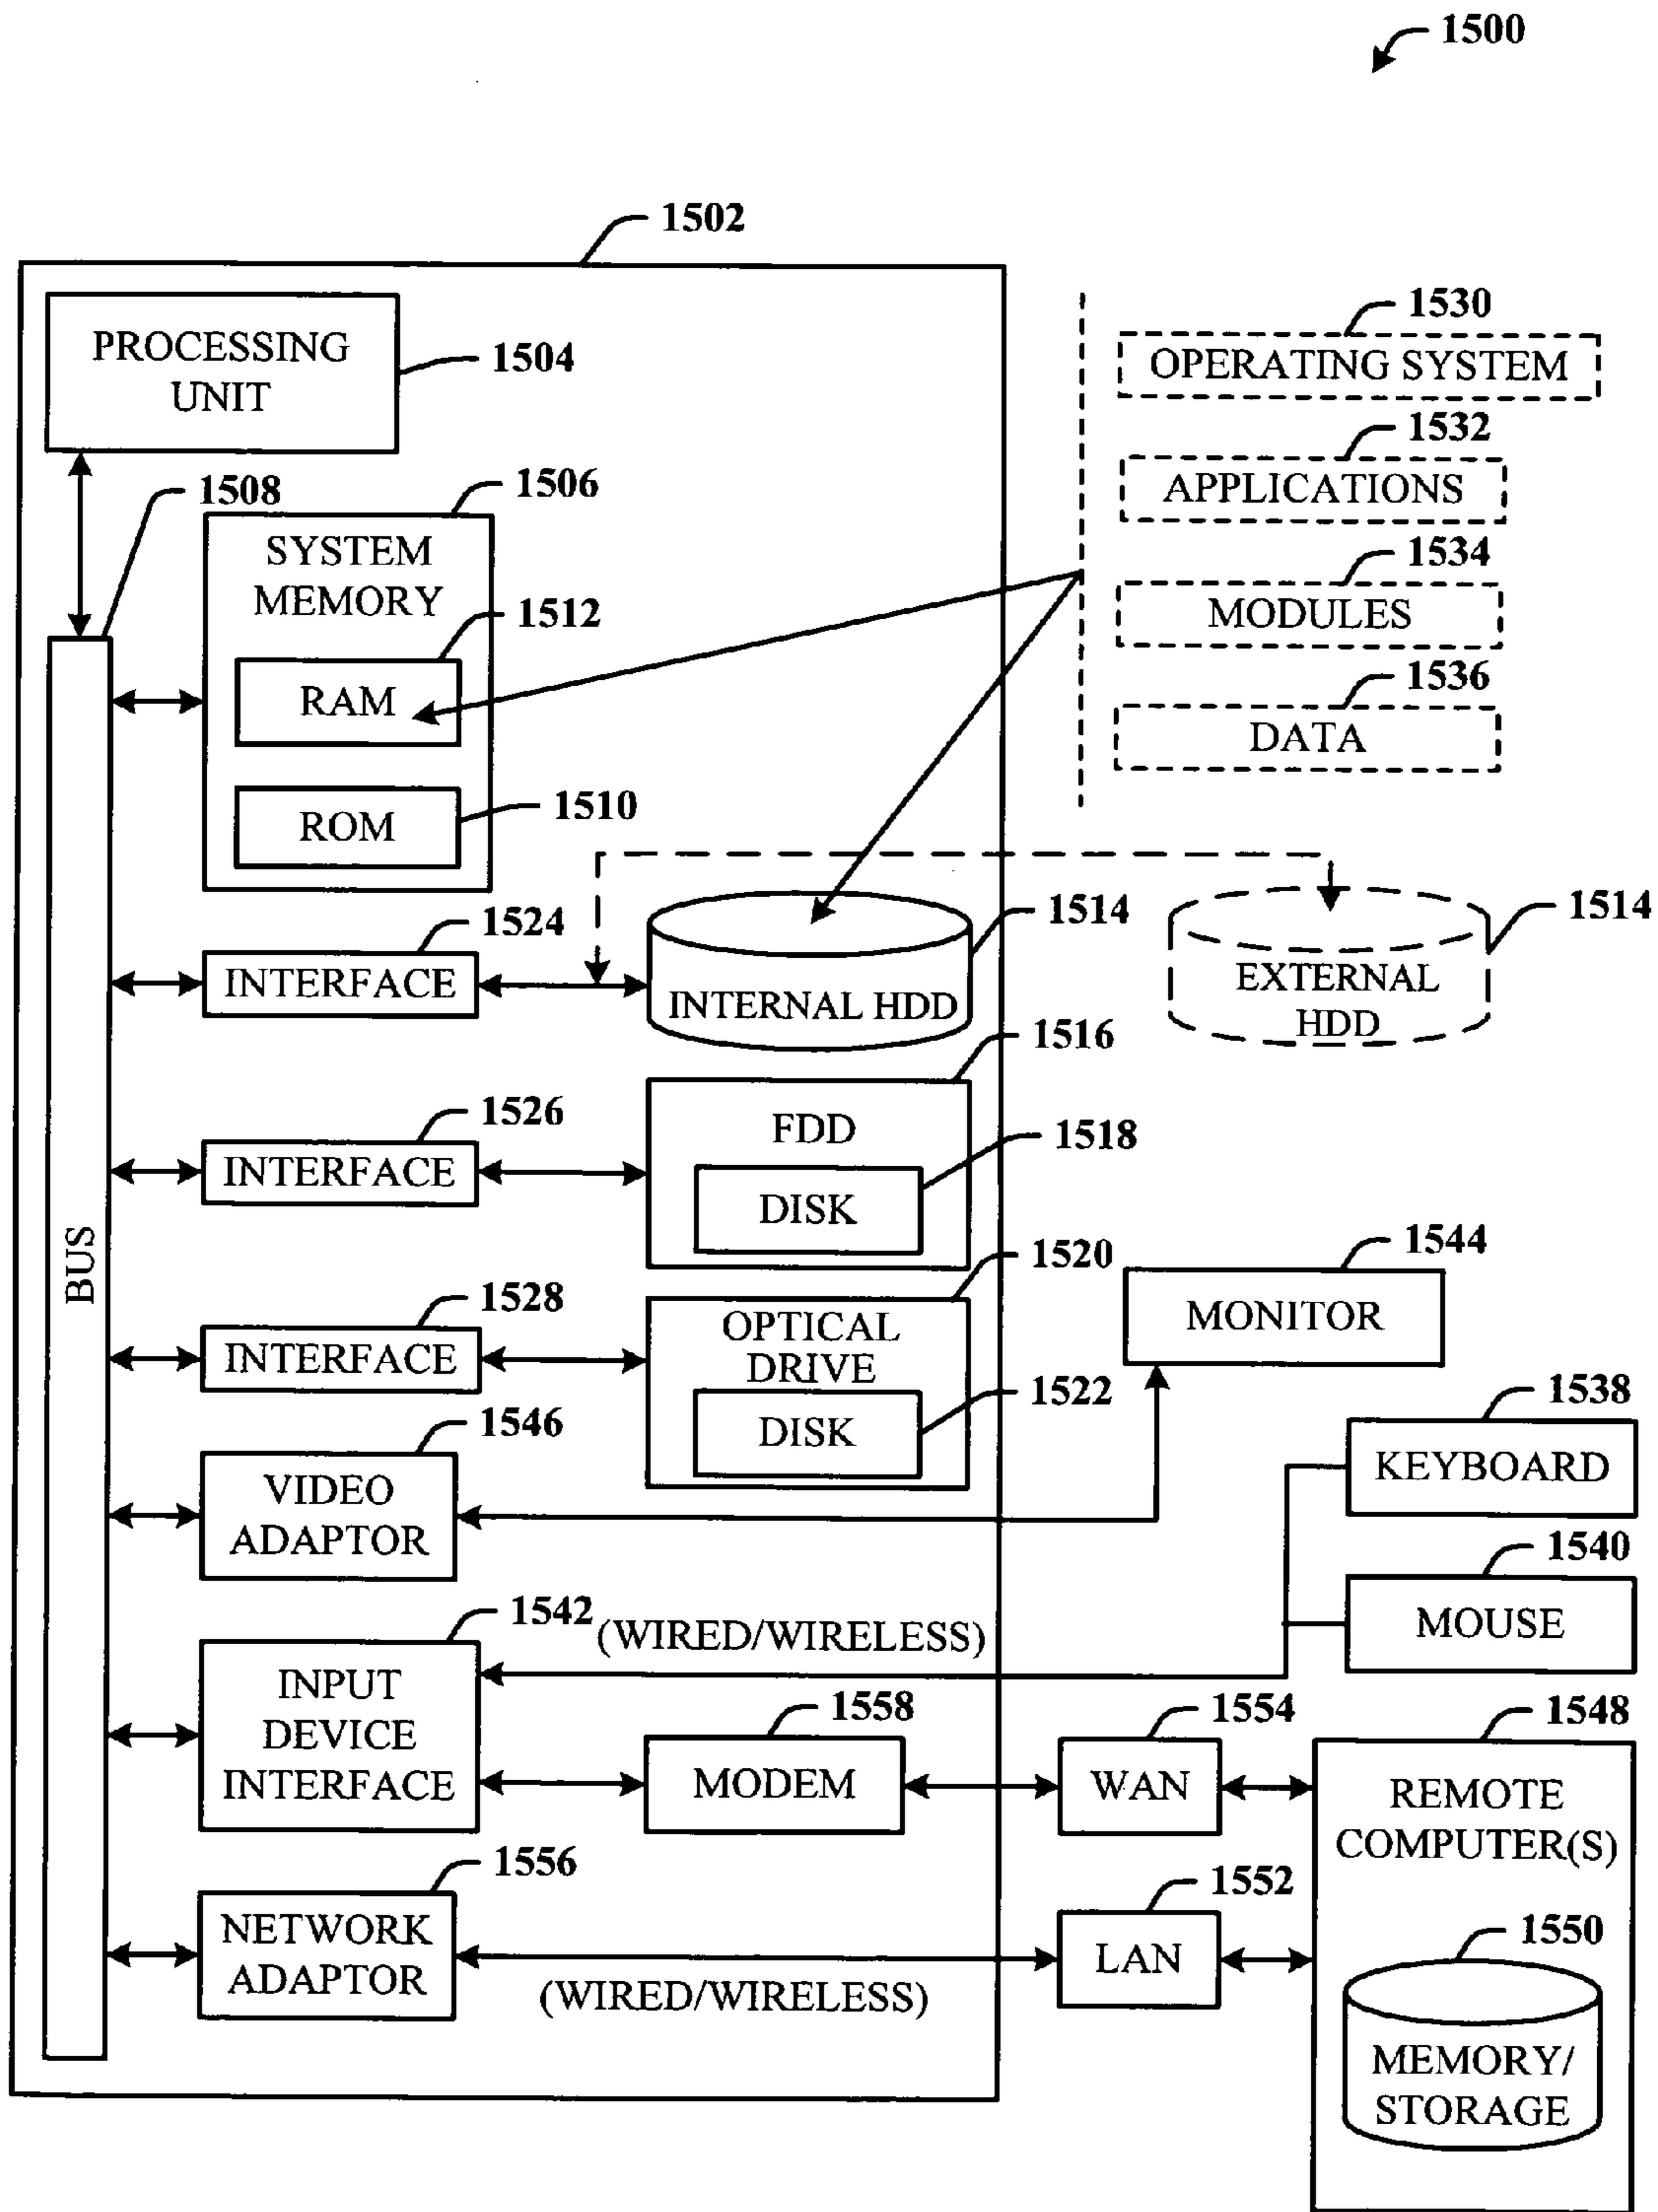 1500
1502
PROCESSING
UNIT
1504
1530
OPERATING SYSTEM
1532
APPLICATIONS
1534
MODULES
1536
DATA
1508
1506
SYSTEM
MEMORY
1512
RAM
1510
ROM
BUS
1524
INTERFACE
1514
INTERNAL HDD
1514
EXTERNAL
HDD
1526
INTERFACE
1516
FDD
1518
DISK
1528
INTERFACE
1520
OPTICAL
DRIVE
1522
DISK
1544
MONITOR
1546
VIDEO
ADAPTOR
1538
KEYBOARD
1540
MOUSE
1542
(WIRED/WIRELESS)
INPUT
DEVICE
INTERFACE
1558
MODEM
1554
WAN
1548
REMOTE
COMPUTER(S)
1556
NETWORK
ADAPTOR
(WIRED/WIRELESS)
1552
LAN
1550
MEMORY/
STORAGE